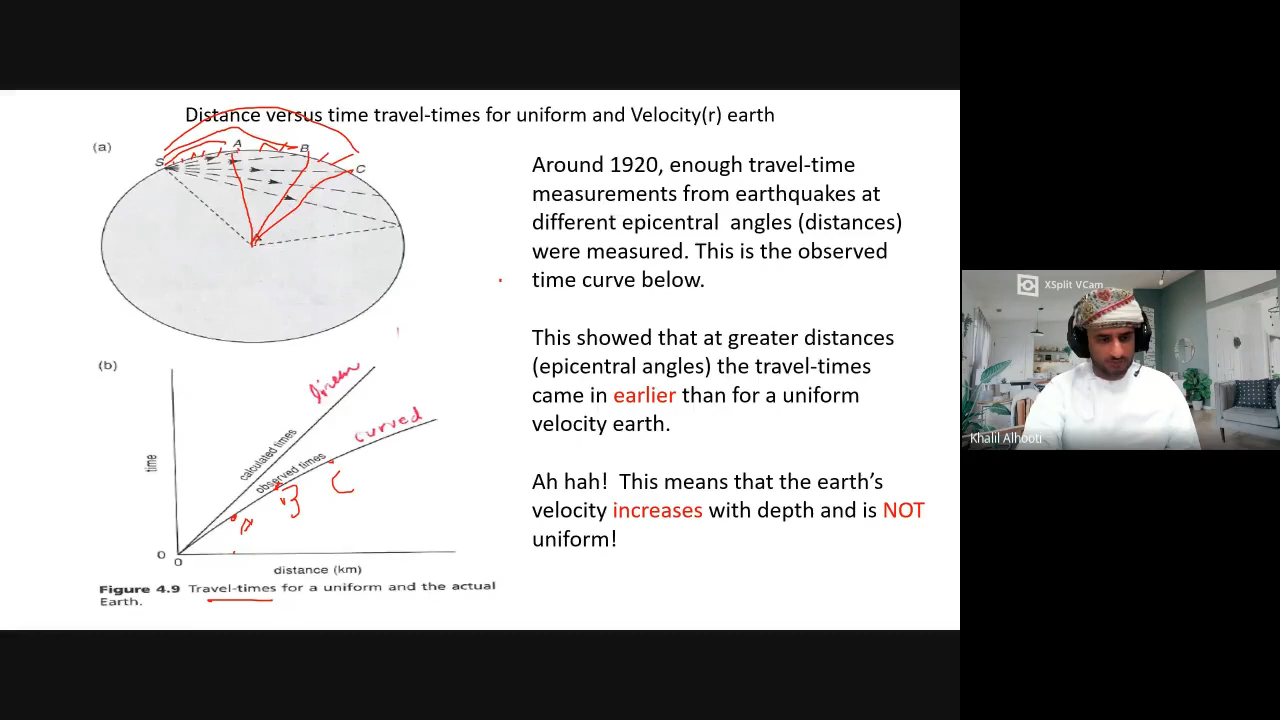 Distance versus time travel-times for uniform and Velocity(r) earth
(a)
S
A
B
C
Around 1920, enough travel-time
measurements from earthquakes at
different epicentral angles (distances)
were measured. This is the observed
time curve below.
This showed that at greater distances
(epicentral angles) the travel-times
came in earlier than for a uniform
velocity earth.
Ah hah! This means that the earth's
velocity increases with depth and is NOT
uniform!
(b)
linear
curved
calculated times
observed times
A
B
C
time
0
0
distance (km)
Figure 4.9 Travel-times for a uniform and the actual
Earth.
XSplit VCam
Khalil Alhooti